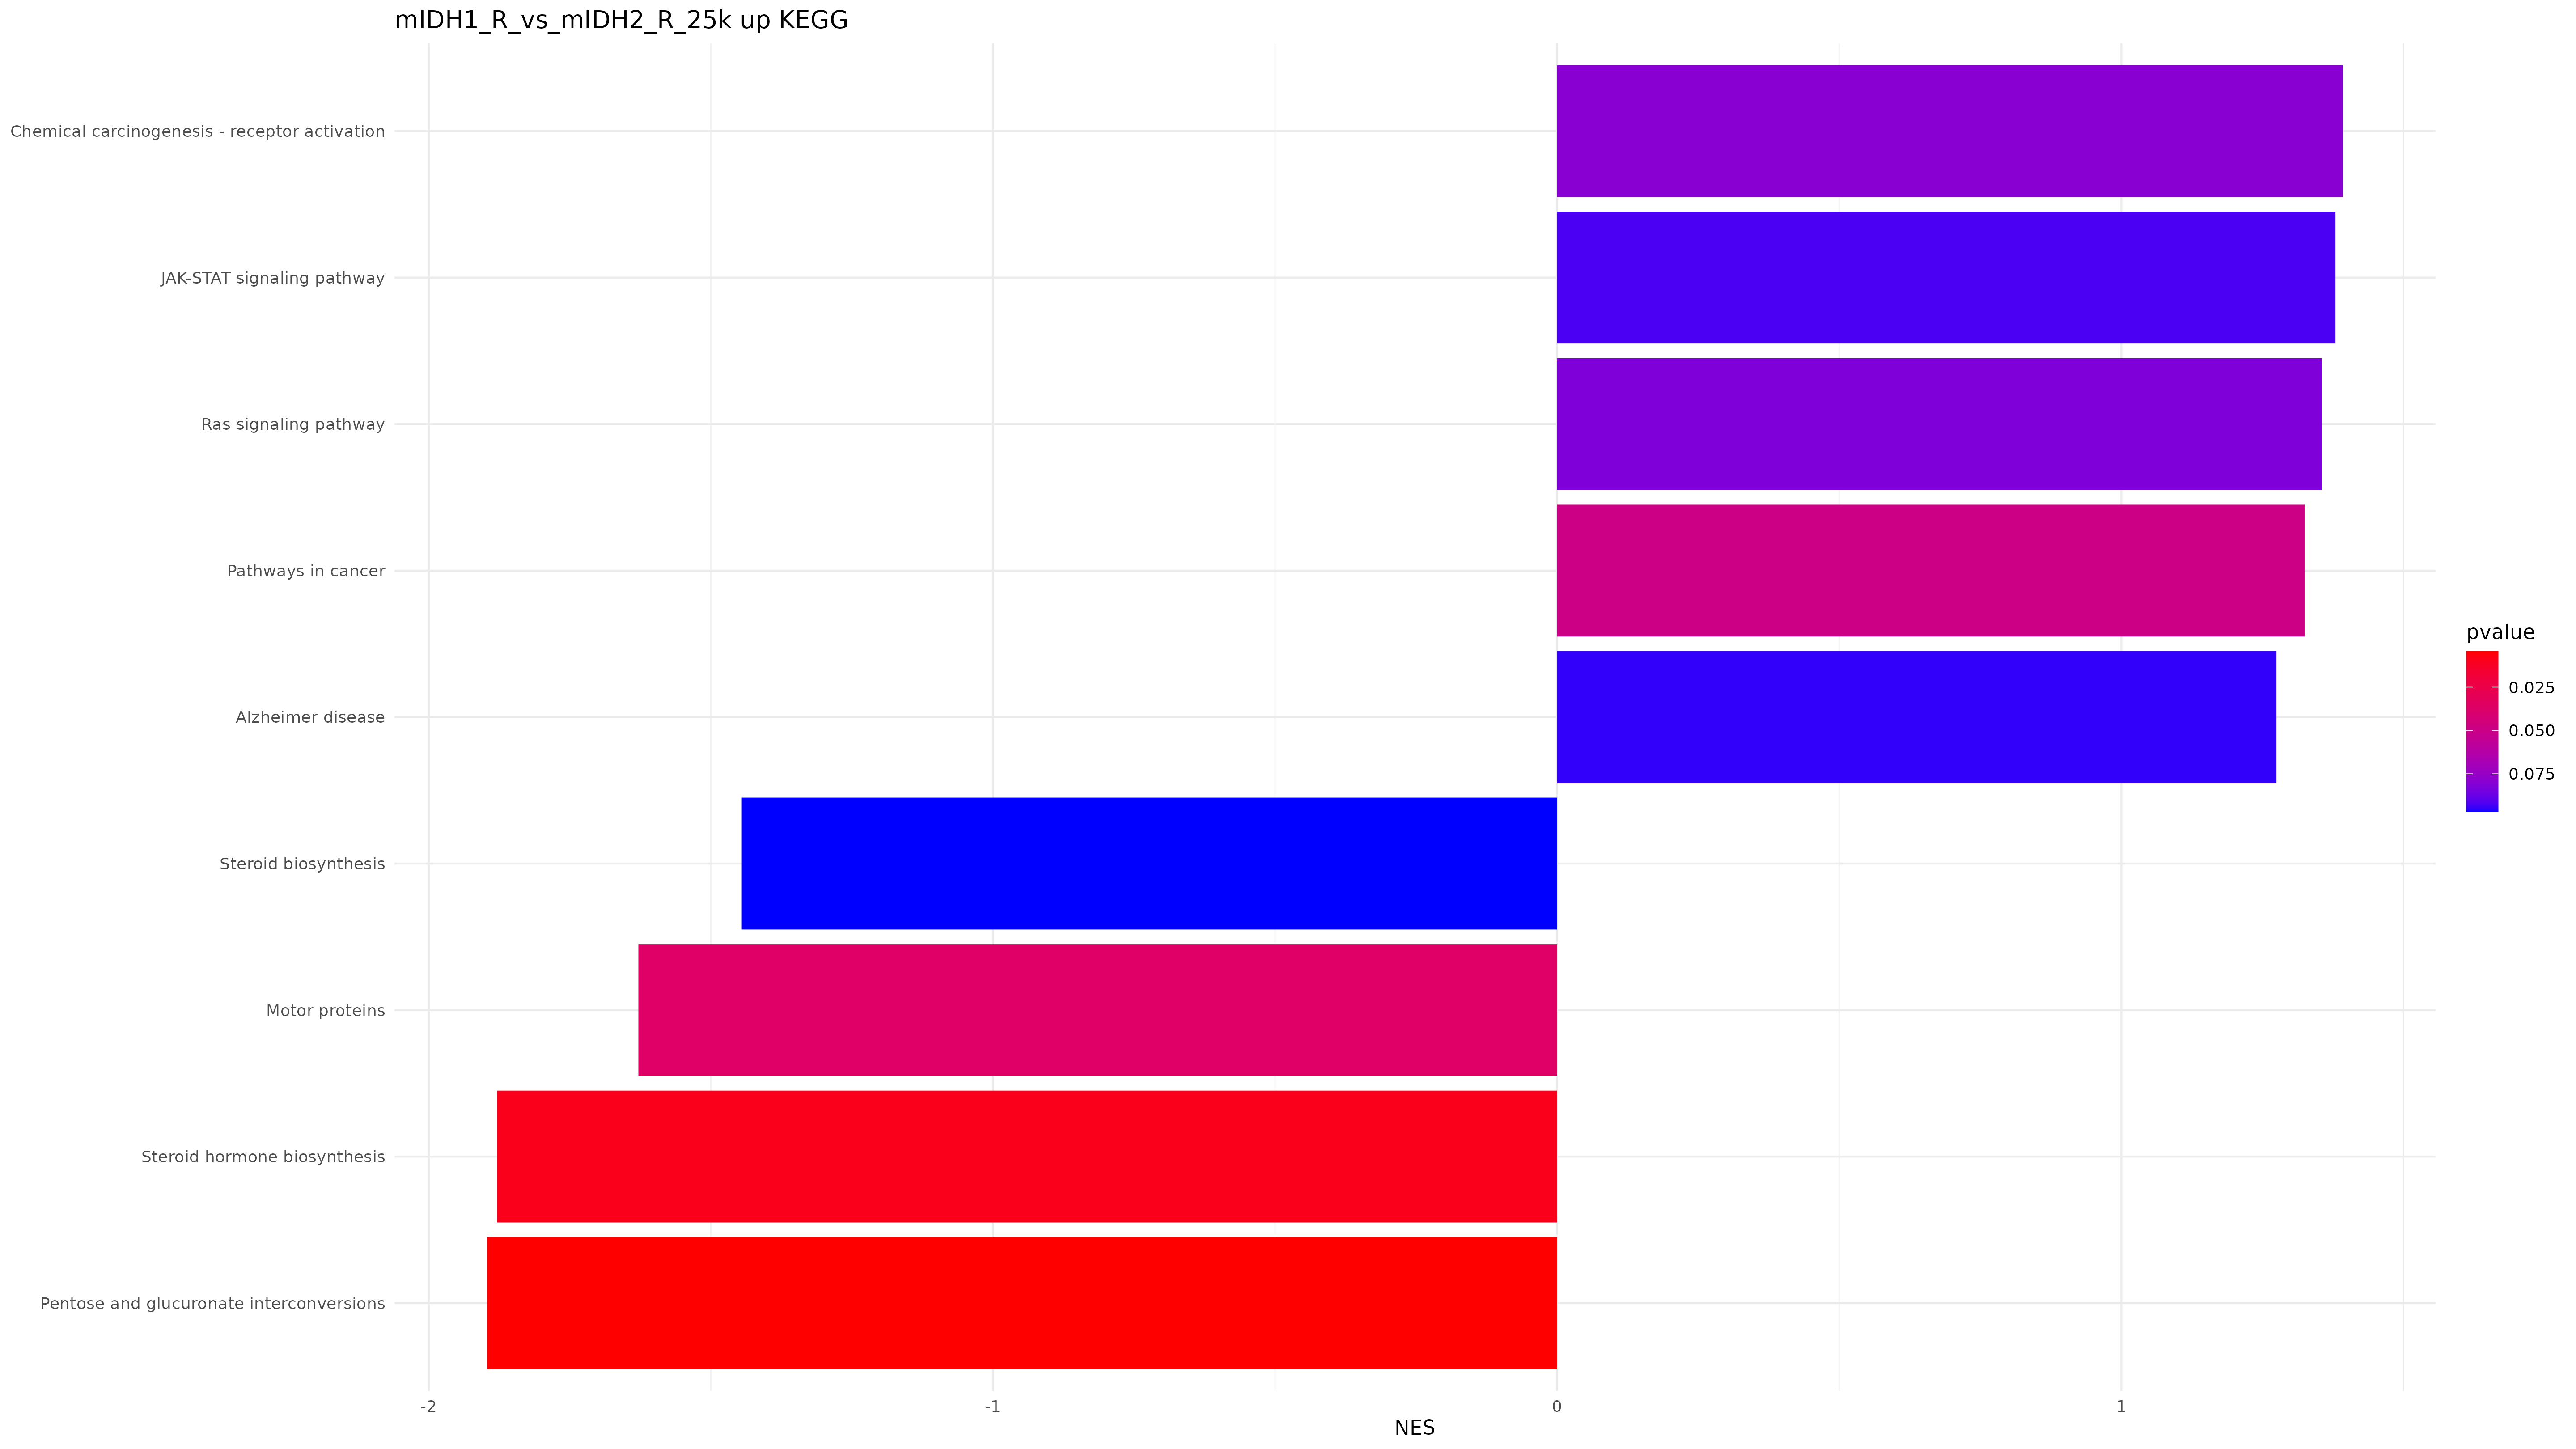 mIDH1_R_vs_mIDH2_R_25k up KEGG
Chemical carcinogenesis - receptor activation
JAK-STAT signaling pathway
Ras signaling pathway
Pathways in cancer
Alzheimer disease
Steroid biosynthesis
Motor proteins
Steroid hormone biosynthesis
Pentose and glucuronate interconversions
-2 -1 0 1
NES
pvalue
0.025
0.050
0.075